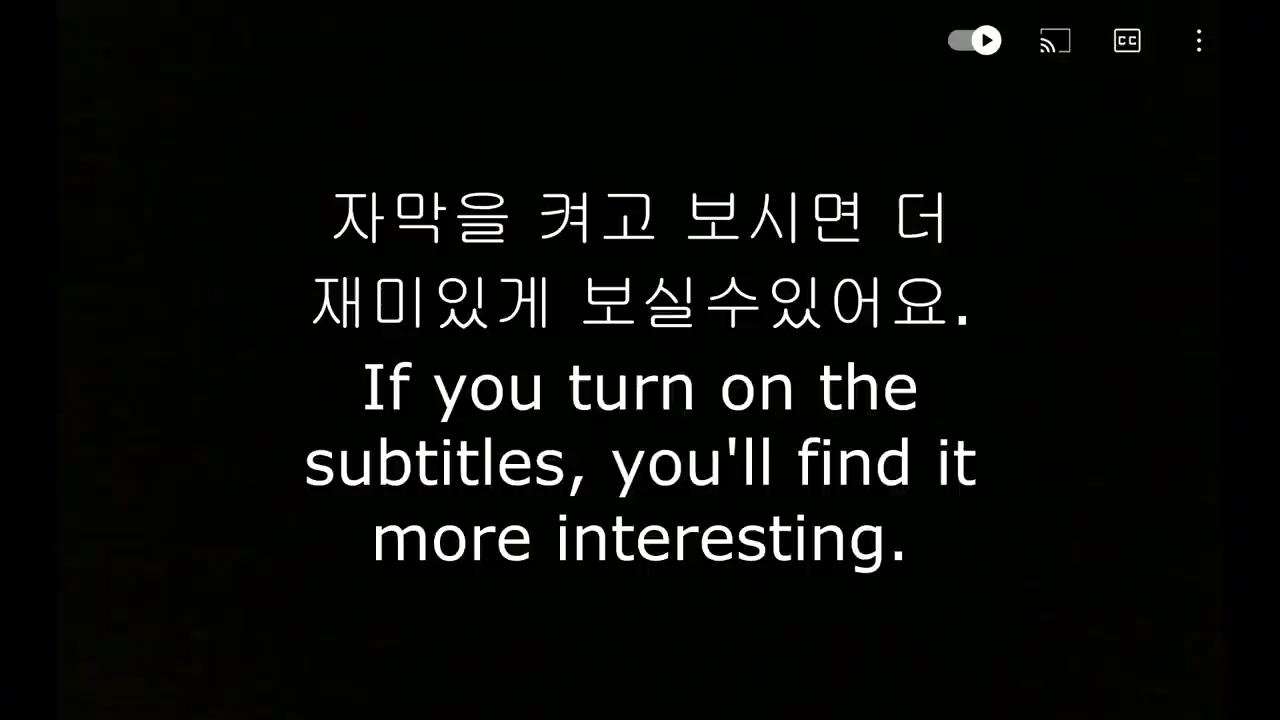 CC
자막을 켜고 보시면 더
재미있게 보실수있어요.
If you turn on the
subtitles, you'll find it
more interesting.